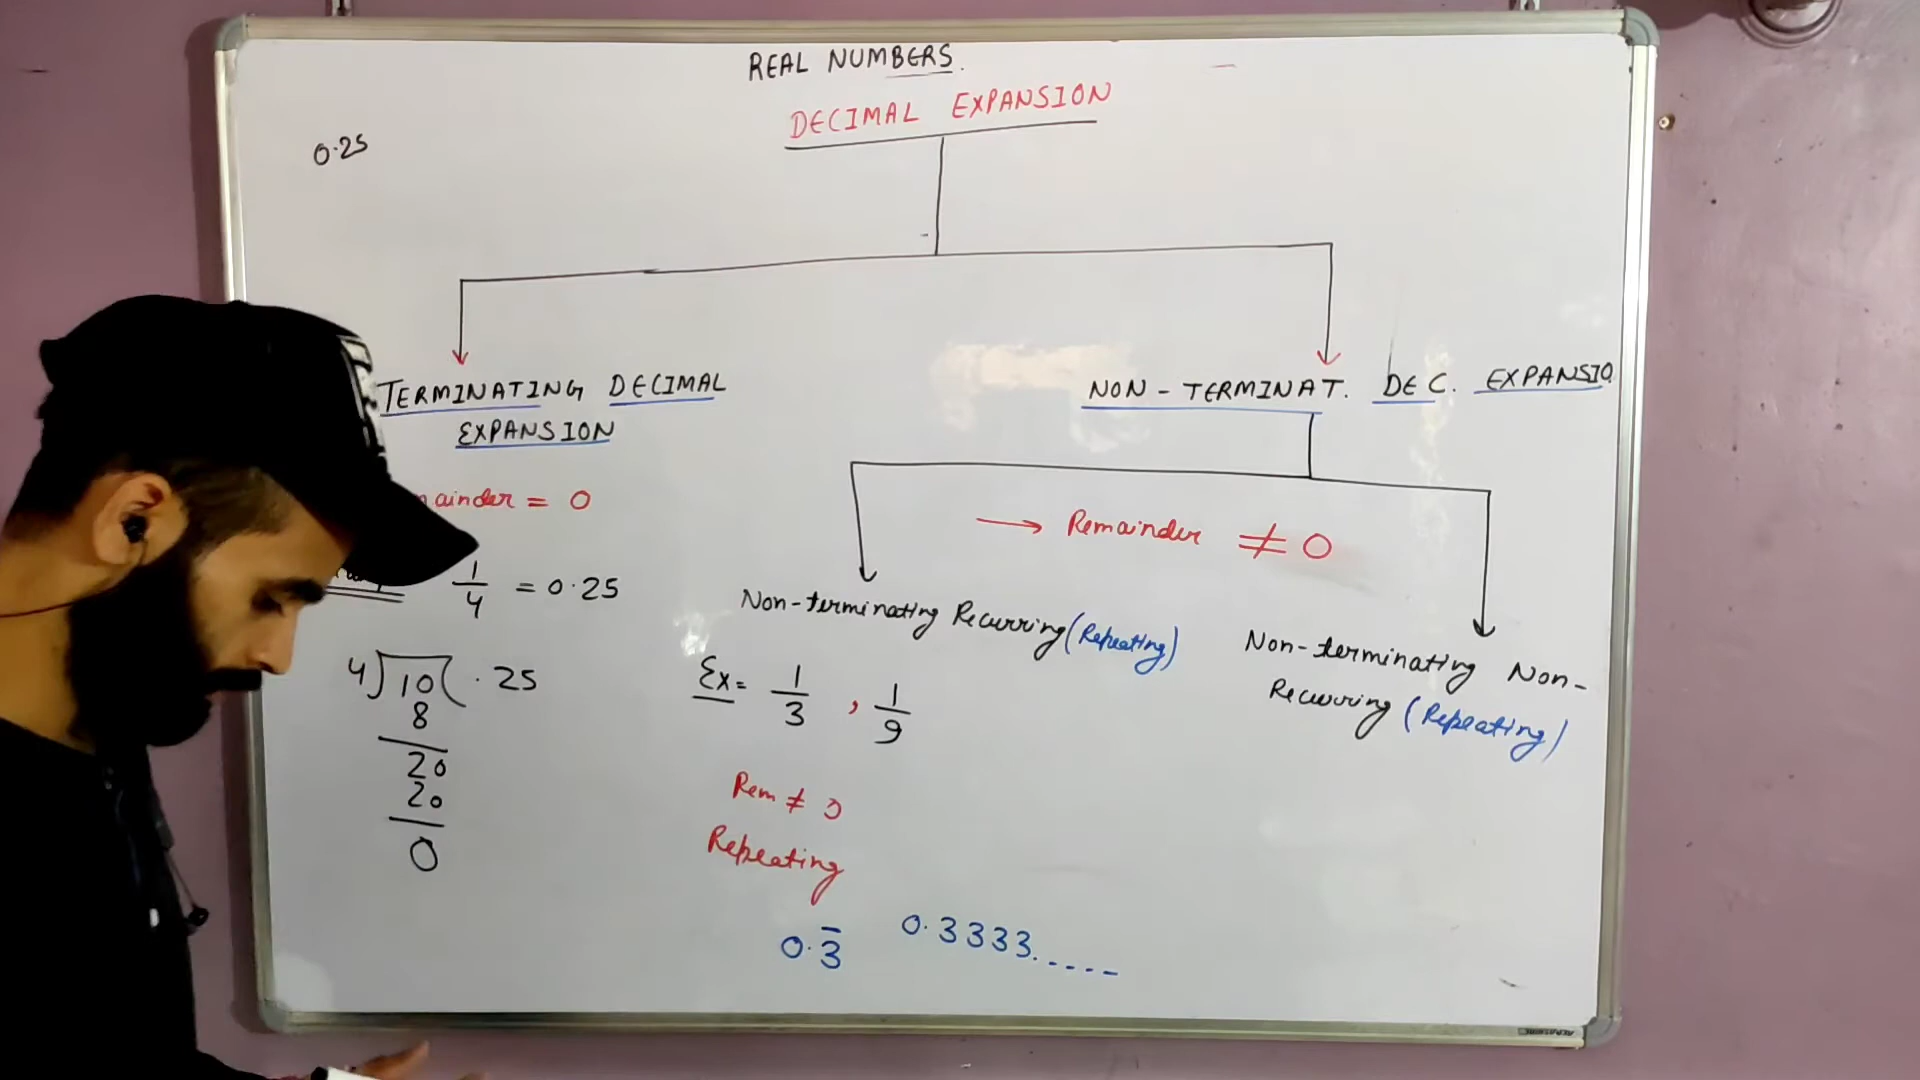 REAL NUMBERS.
DECIMAL EXPANSION
0.25
TERMINATING DECIMAL
EXPANSION
mainder = 0
1/4 = 0.25
4)10( .25
8
20
20
0
NON-TERMINAT. DEC. EXPANSIO
→ Remainder ≠ 0
Non-terminating Recurring (Repeating)
Ex= 1/3 , 1/9
Rem ≠ 0
Repeating
0.3̅ 0.3333.....
Non-terminating Non-
Recurring (Repeating)